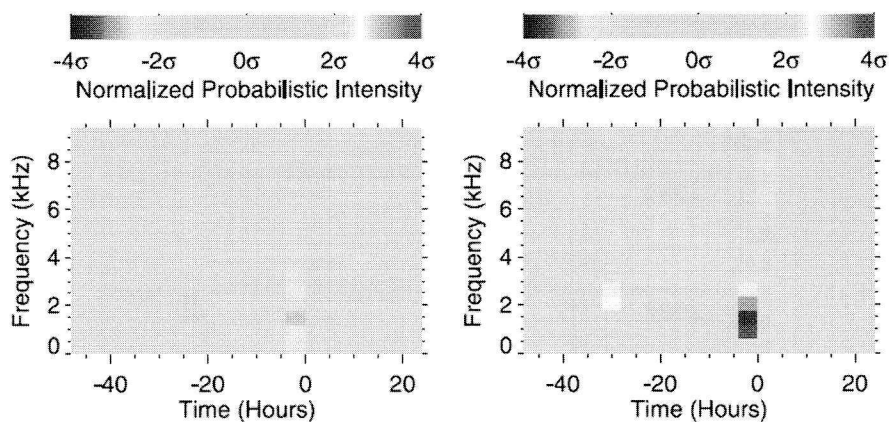 -4σ -2σ 0σ 2σ 4σ
Normalized Probabilistic Intensity
8
6
4
2
0
Frequency (kHz)
-40 -20 0 20
Time (Hours)
-4σ -2σ 0σ 2σ 4σ
Normalized Probabilistic Intensity
8
6
4
2
0
Frequency (kHz)
-40 -20 0 20
Time (Hours)